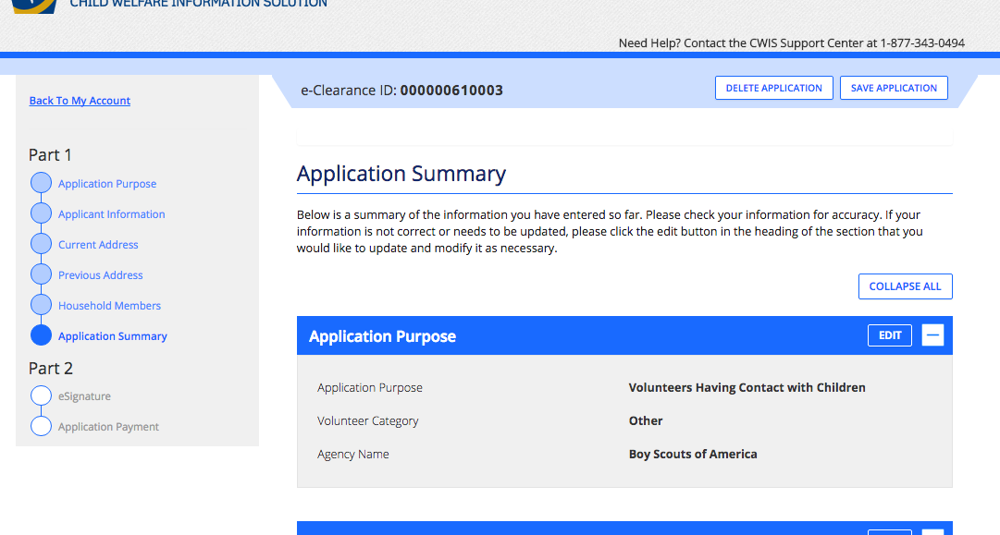 CHILD WELFARE INFORMATION SOLUTION
Need Help? Contact the CWIS Support Center at 1-877-343-0494
Back To My Account
e-Clearance ID: 000000610003
DELETE APPLICATION
SAVE APPLICATION
Part 1
Application Purpose
Applicant Information
Current Address
Previous Address
Household Members
Application Summary
Part 2
eSignature
Application Payment
Application Summary
Below is a summary of the information you have entered so far. Please check your information for accuracy. If your
information is not correct or needs to be updated, please click the edit button in the heading of the section that you
would like to update and modify it as necessary.
COLLAPSE ALL
Application Purpose
EDIT
Application Purpose
Volunteers Having Contact with Children
Volunteer Category
Other
Agency Name
Boy Scouts of America